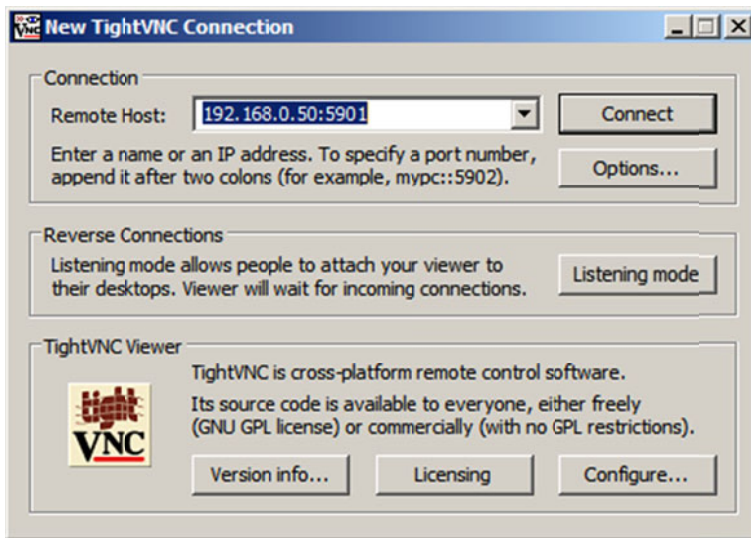 New TightVNC Connection
Connection
Remote Host: 192.168.0.50:5901 Connect
Enter a name or an IP address. To specify a port number,
append it after two colons (for example, mypc::5902).
Options...
Reverse Connections
Listening mode allows people to attach your viewer to
their desktops. Viewer will wait for incoming connections.
Listening mode
TightVNC Viewer
tight
VNC
TightVNC is cross-platform remote control software.
Its source code is available to everyone, either freely
(GNU GPL license) or commercially (with no GPL restrictions).
Version info... Licensing Configure...